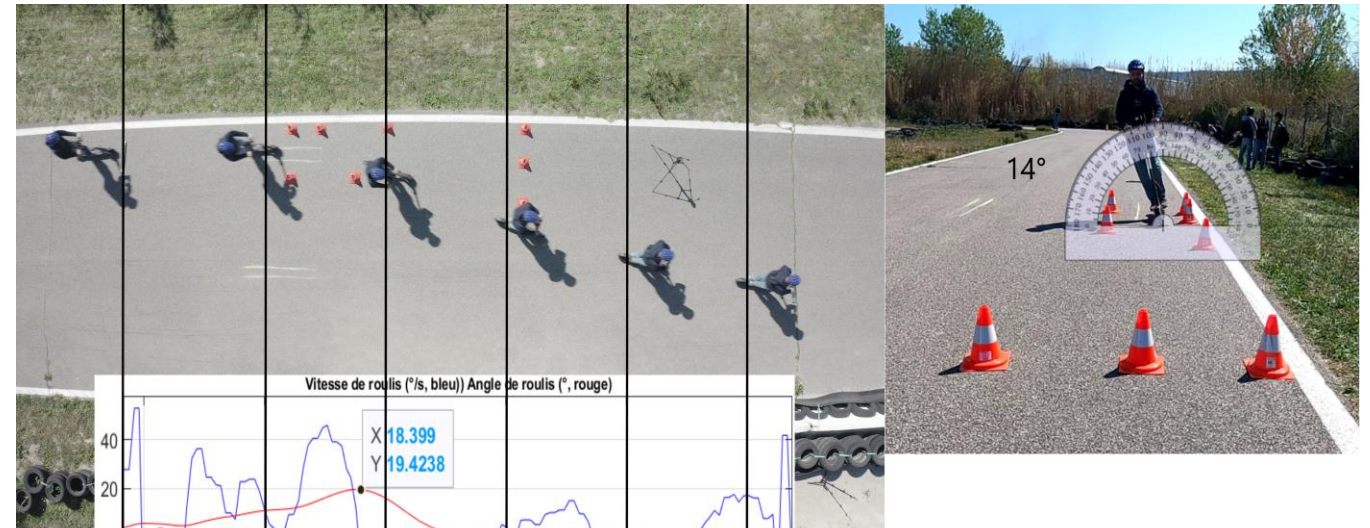 Vitesse de roulis (°/s, bleu)) Angle de roulis (°, rouge)
40
20
X 18.399
Y 19.4238
14°